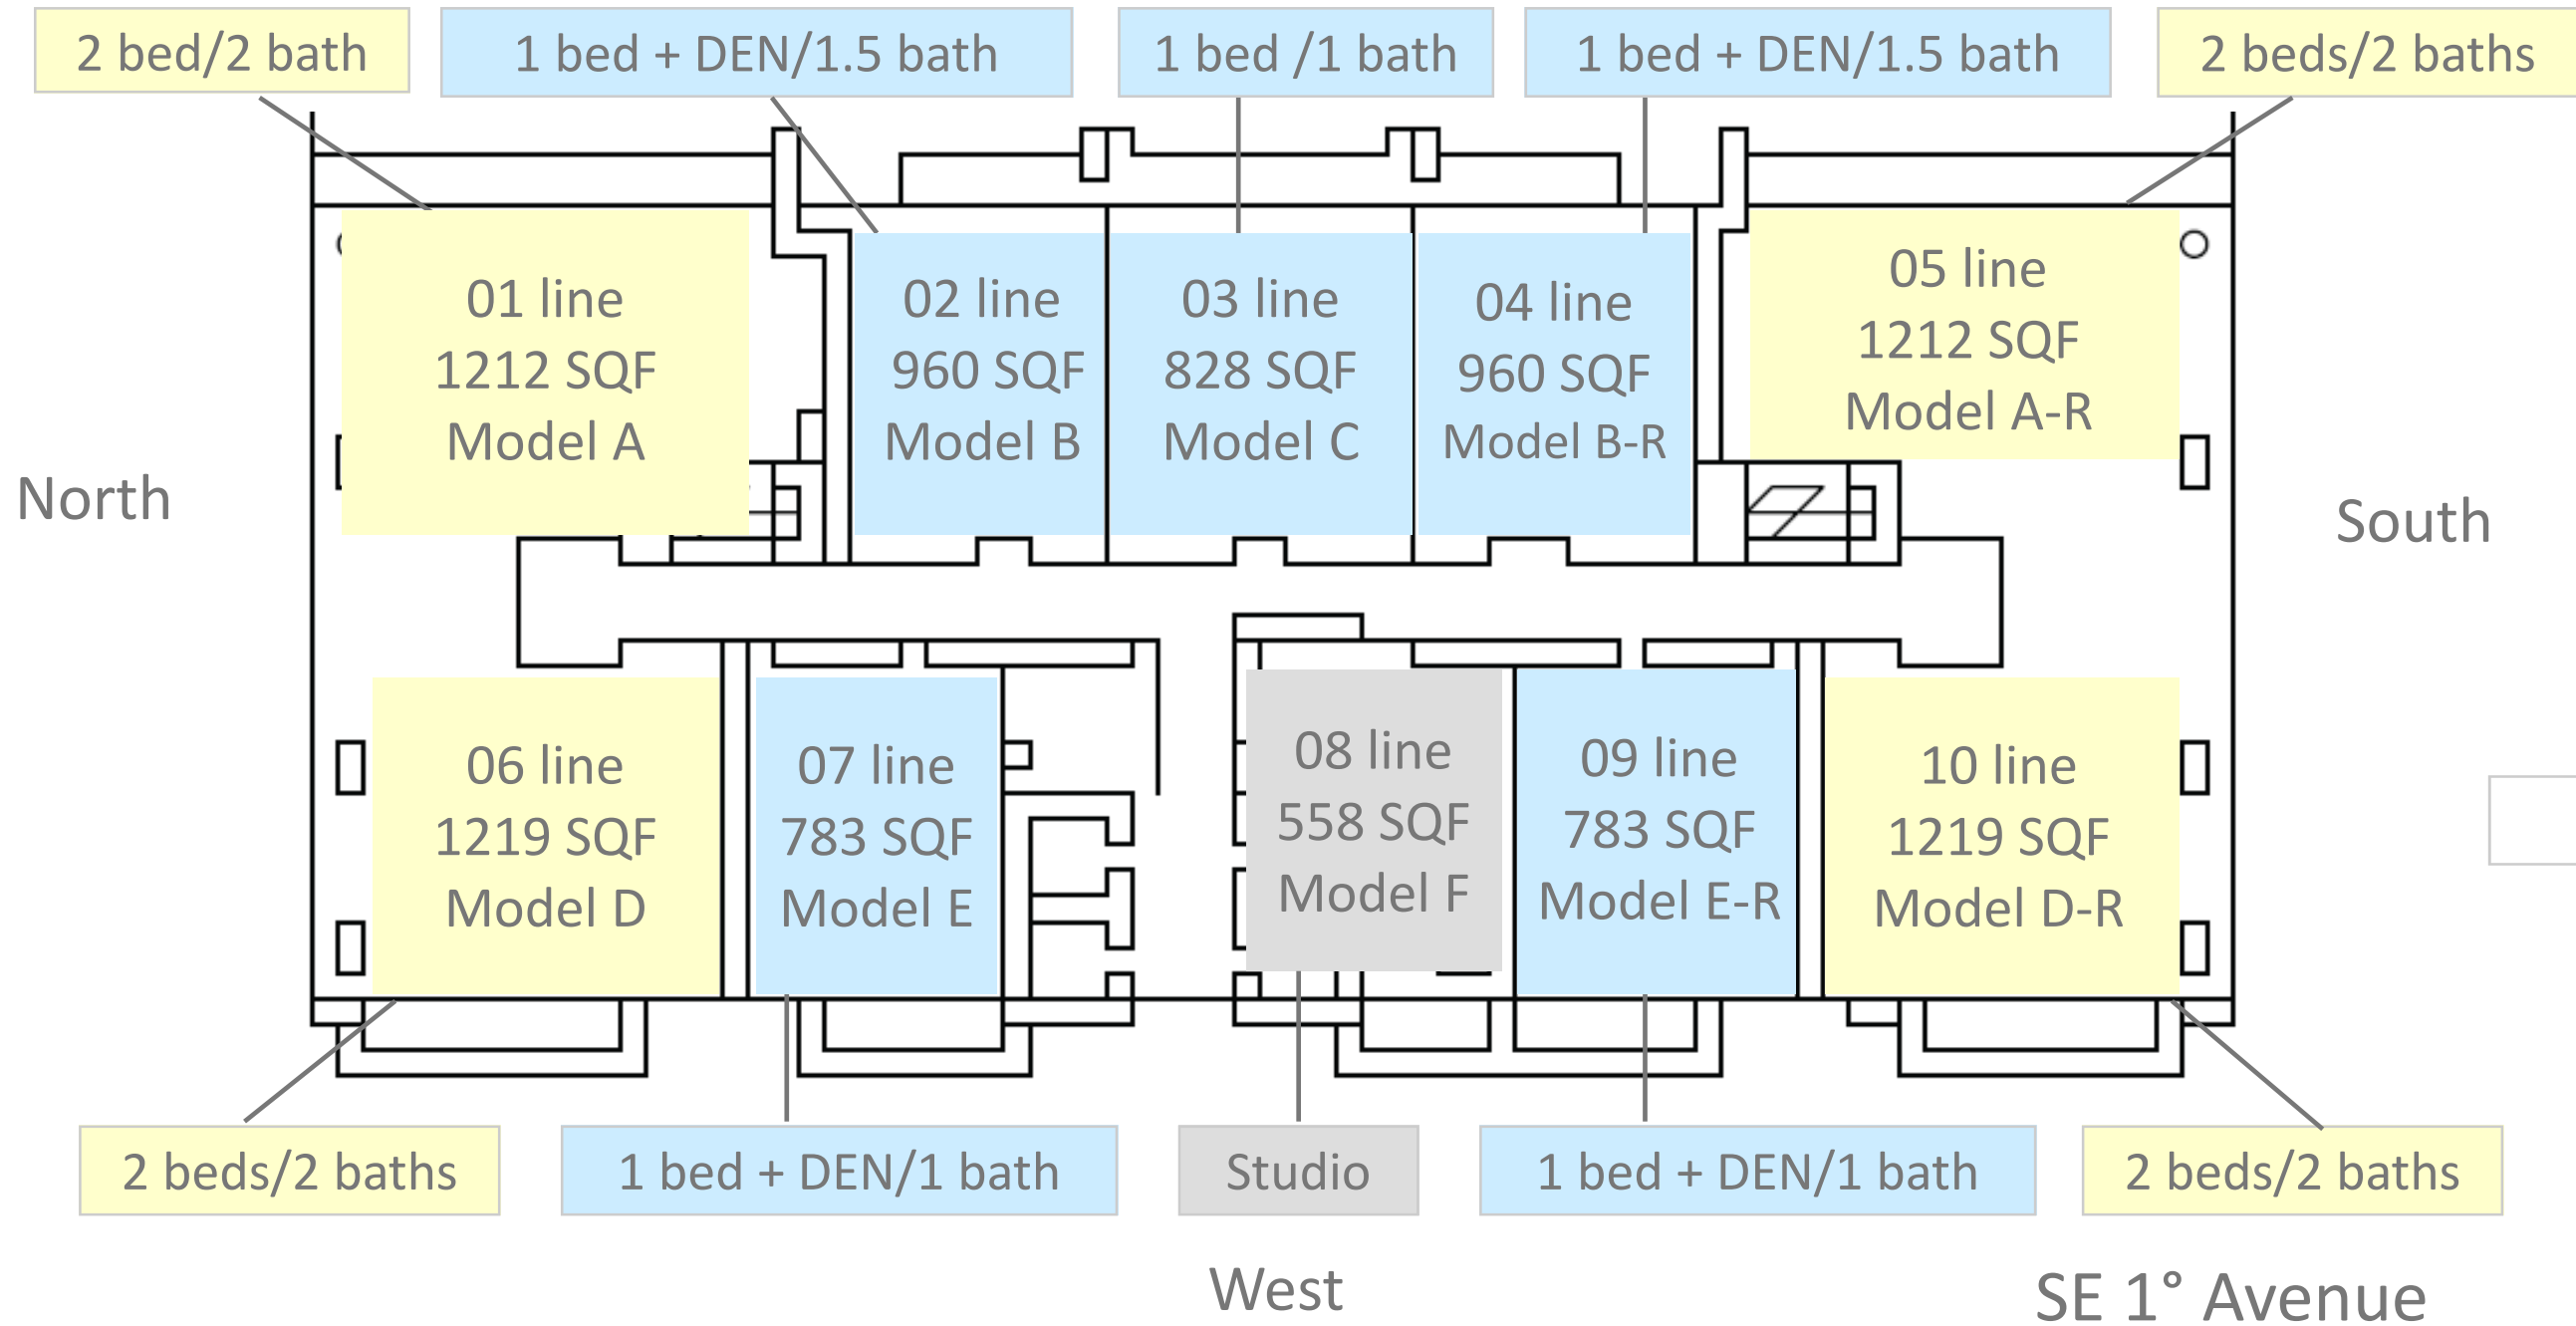 2 bed/2 bath
1 bed + DEN/1.5 bath
1 bed /1 bath
1 bed + DEN/1.5 bath
2 beds/2 baths
01 line
1212 SQF
Model A
02 line
960 SQF
Model B
03 line
828 SQF
Model C
04 line
960 SQF
Model B-R
05 line
1212 SQF
Model A-R
North
South
06 line
1219 SQF
Model D
07 line
783 SQF
Model E
08 line
558 SQF
Model F
09 line
783 SQF
Model E-R
10 line
1219 SQF
Model D-R
2 beds/2 baths
1 bed + DEN/1 bath
Studio
1 bed + DEN/1 bath
2 beds/2 baths
West
SE 1° Avenue